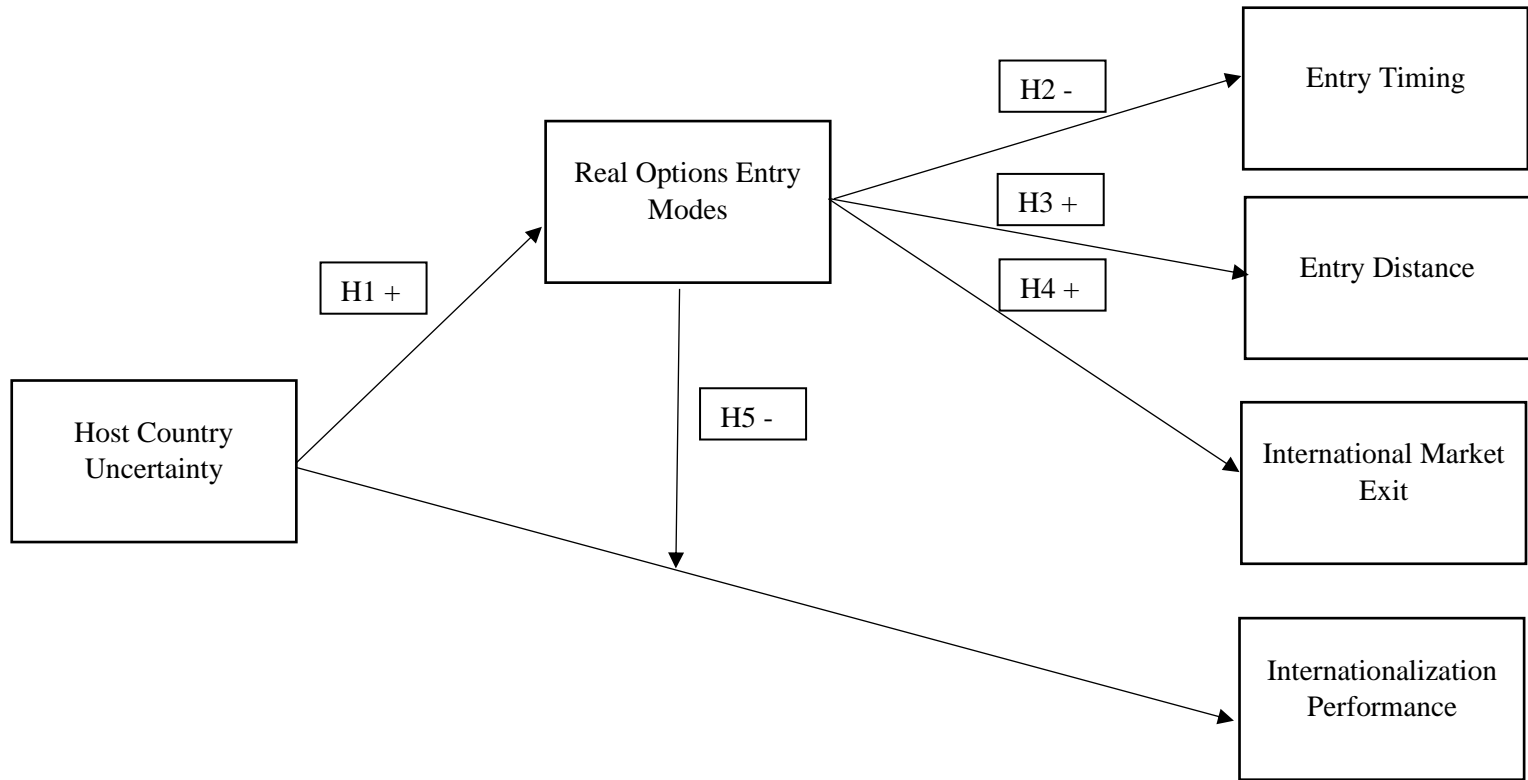 Entry Timing
H2 -
Real Options Entry
Modes
H3 +
Entry Distance
H4 +
H1 +
H5 -
Host Country
Uncertainty
International Market
Exit
Internationalization
Performance